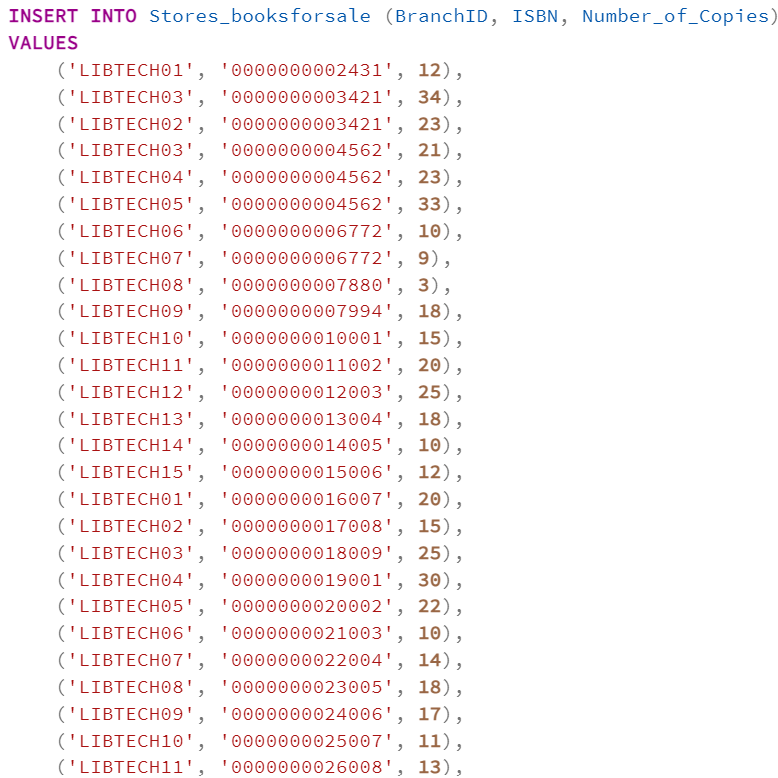 INSERT INTO Stores_booksforsale (BranchID, ISBN, Number_of_Copies)
VALUES
('LIBTECH01', '0000000002431', 12),
('LIBTECH03', '0000000003421', 34),
('LIBTECH02', '0000000003421', 23),
('LIBTECH03', '0000000004562', 21),
('LIBTECH04', '0000000004562', 23),
('LIBTECH05', '0000000004562', 33),
('LIBTECH06', '0000000006772', 10),
('LIBTECH07', '0000000006772', 9),
('LIBTECH08', '0000000007880', 3),
('LIBTECH09', '0000000007994', 18),
('LIBTECH10', '0000000010001', 15),
('LIBTECH11', '0000000011002', 20),
('LIBTECH12', '0000000012003', 25),
('LIBTECH13', '0000000013004', 18),
('LIBTECH14', '0000000014005', 10),
('LIBTECH15', '0000000015006', 12),
('LIBTECH01', '0000000016007', 20),
('LIBTECH02', '0000000017008', 15),
('LIBTECH03', '0000000018009', 25),
('LIBTECH04', '0000000019001', 30),
('LIBTECH05', '0000000020002', 22),
('LIBTECH06', '0000000021003', 10),
('LIBTECH07', '0000000022004', 14),
('LIBTECH08', '0000000023005', 18),
('LIBTECH09', '0000000024006', 17),
('LIBTECH10', '0000000025007', 11),
('LIBTECH11', '0000000026008', 13),